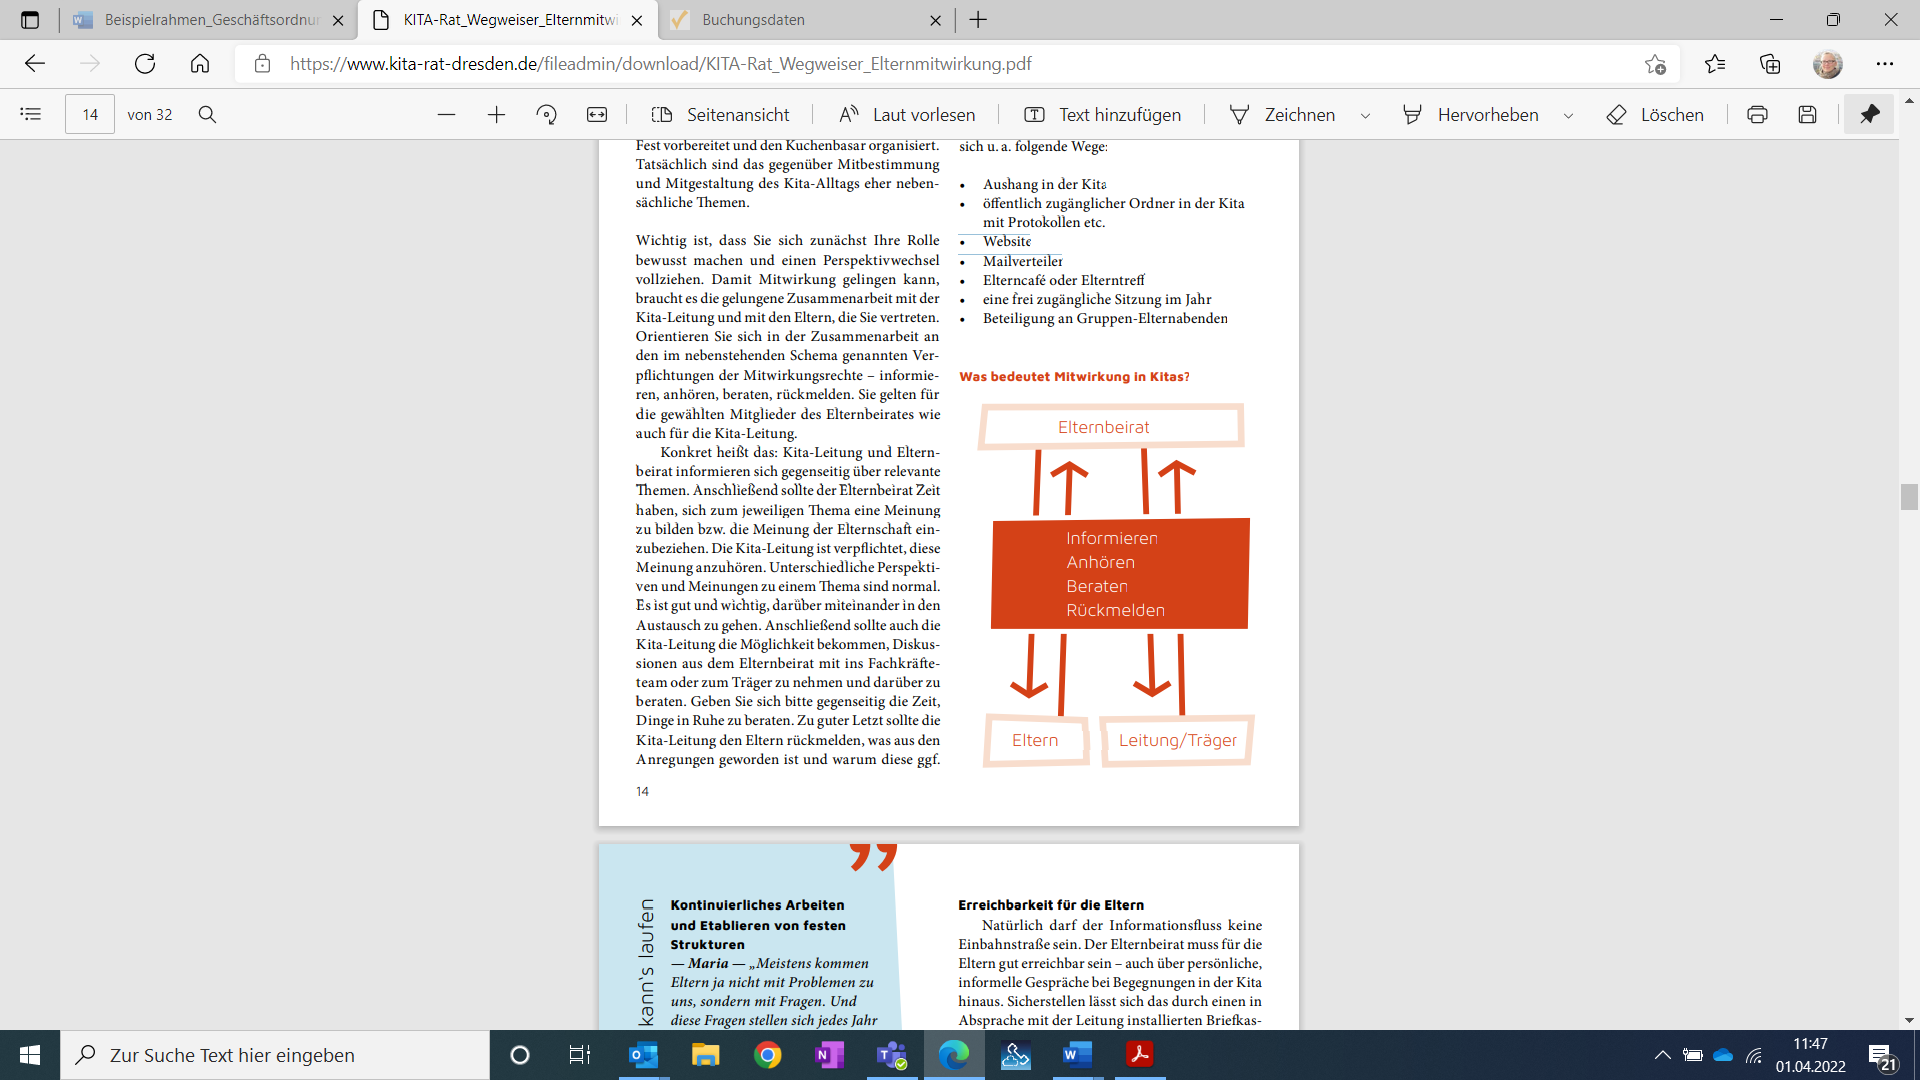 Beispielrahmen_Geschäftsordnu
KITA-Rat_Wegweiser_Elternmitwi
Buchungsdaten
https://www.kita-rat-dresden.de/fileadmin/download/KITA-Rat_Wegweiser_Elternmitwirkung.pdf
14 von 32
Seitenansicht
Laut vorlesen
Text hinzufügen
Zeichnen
Hervorheben
Löschen
Fest vorbereitet und den Kuchenbasar organisiert.
Tatsächlich sind das gegenüber Mitbestimmung
und Mitgestaltung des Kita-Alltags eher neben-
sächliche Themen.
Wichtig ist, dass Sie sich zunächst Ihre Rolle
bewusst machen und einen Perspektivwechsel
vollziehen. Damit Mitwirkung gelingen kann,
braucht es die gelungene Zusammenarbeit mit der
Kita-Leitung und mit den Eltern, die Sie vertreten.
Orientieren Sie sich in der Zusammenarbeit an
den im nebenstehenden Schema genannten Ver-
pflichtungen der Mitwirkungsrechte – informie-
ren, anhören, beraten, rückmelden. Sie gelten für
die gewählten Mitglieder des Elternbeirates wie
auch für die Kita-Leitung.
Konkret heißt das: Kita-Leitung und Eltern-
beirat informieren sich gegenseitig über relevante
Themen. Anschließend sollte der Elternbeirat Zeit
haben, sich zum jeweiligen Thema eine Meinung
zu bilden bzw. die Meinung der Elternschaft ein-
zubeziehen. Die Kita-Leitung ist verpflichtet, diese
Meinung anzuhören. Unterschiedliche Perspekti-
ven und Meinungen zu einem Thema sind normal.
Es ist gut und wichtig, darüber miteinander in den
Austausch zu gehen. Anschließend sollte auch die
Kita-Leitung die Möglichkeit bekommen, Diskus-
sionen aus dem Elternbeirat mit ins Fachkräfte-
team oder zum Träger zu nehmen und darüber zu
beraten. Geben Sie sich bitte gegenseitig die Zeit,
Dinge in Ruhe zu beraten. Zu guter Letzt sollte die
Kita-Leitung den Eltern rückmelden, was aus den
Anregungen geworden ist und warum diese ggf.
14
sich u. a. folgende Wege:
• Aushang in der Kita
• öffentlich zugänglicher Ordner in der Kita
mit Protokollen etc.
• Website
• Mailverteiler
• Elterncafé oder Elterntreff
• eine frei zugängliche Sitzung im Jahr
• Beteiligung an Gruppen-Elternabenden
Was bedeutet Mitwirkung in Kitas?
Elternbeirat
Informieren
Anhören
Beraten
Rückmelden
Eltern
Leitung/Träger
kann`s laufen
Kontinuierliches Arbeiten
und Etablieren von festen
Strukturen
— Maria — „Meistens kommen
Eltern ja nicht mit Problemen zu
uns, sondern mit Fragen. Und
diese Fragen stellen sich jedes Jahr
Erreichbarkeit für die Eltern
Natürlich darf der Informationsfluss keine
Einbahnstraße sein. Der Elternbeirat muss für die
Eltern gut erreichbar sein – auch über persönliche,
informelle Gespräche bei Begegnungen in der Kita
hinaus. Sicherstellen lässt sich das durch einen in
Absprache mit der Leitung installierten Briefkas-
Zur Suche Text hier eingeben
11:47
01.04.2022
21